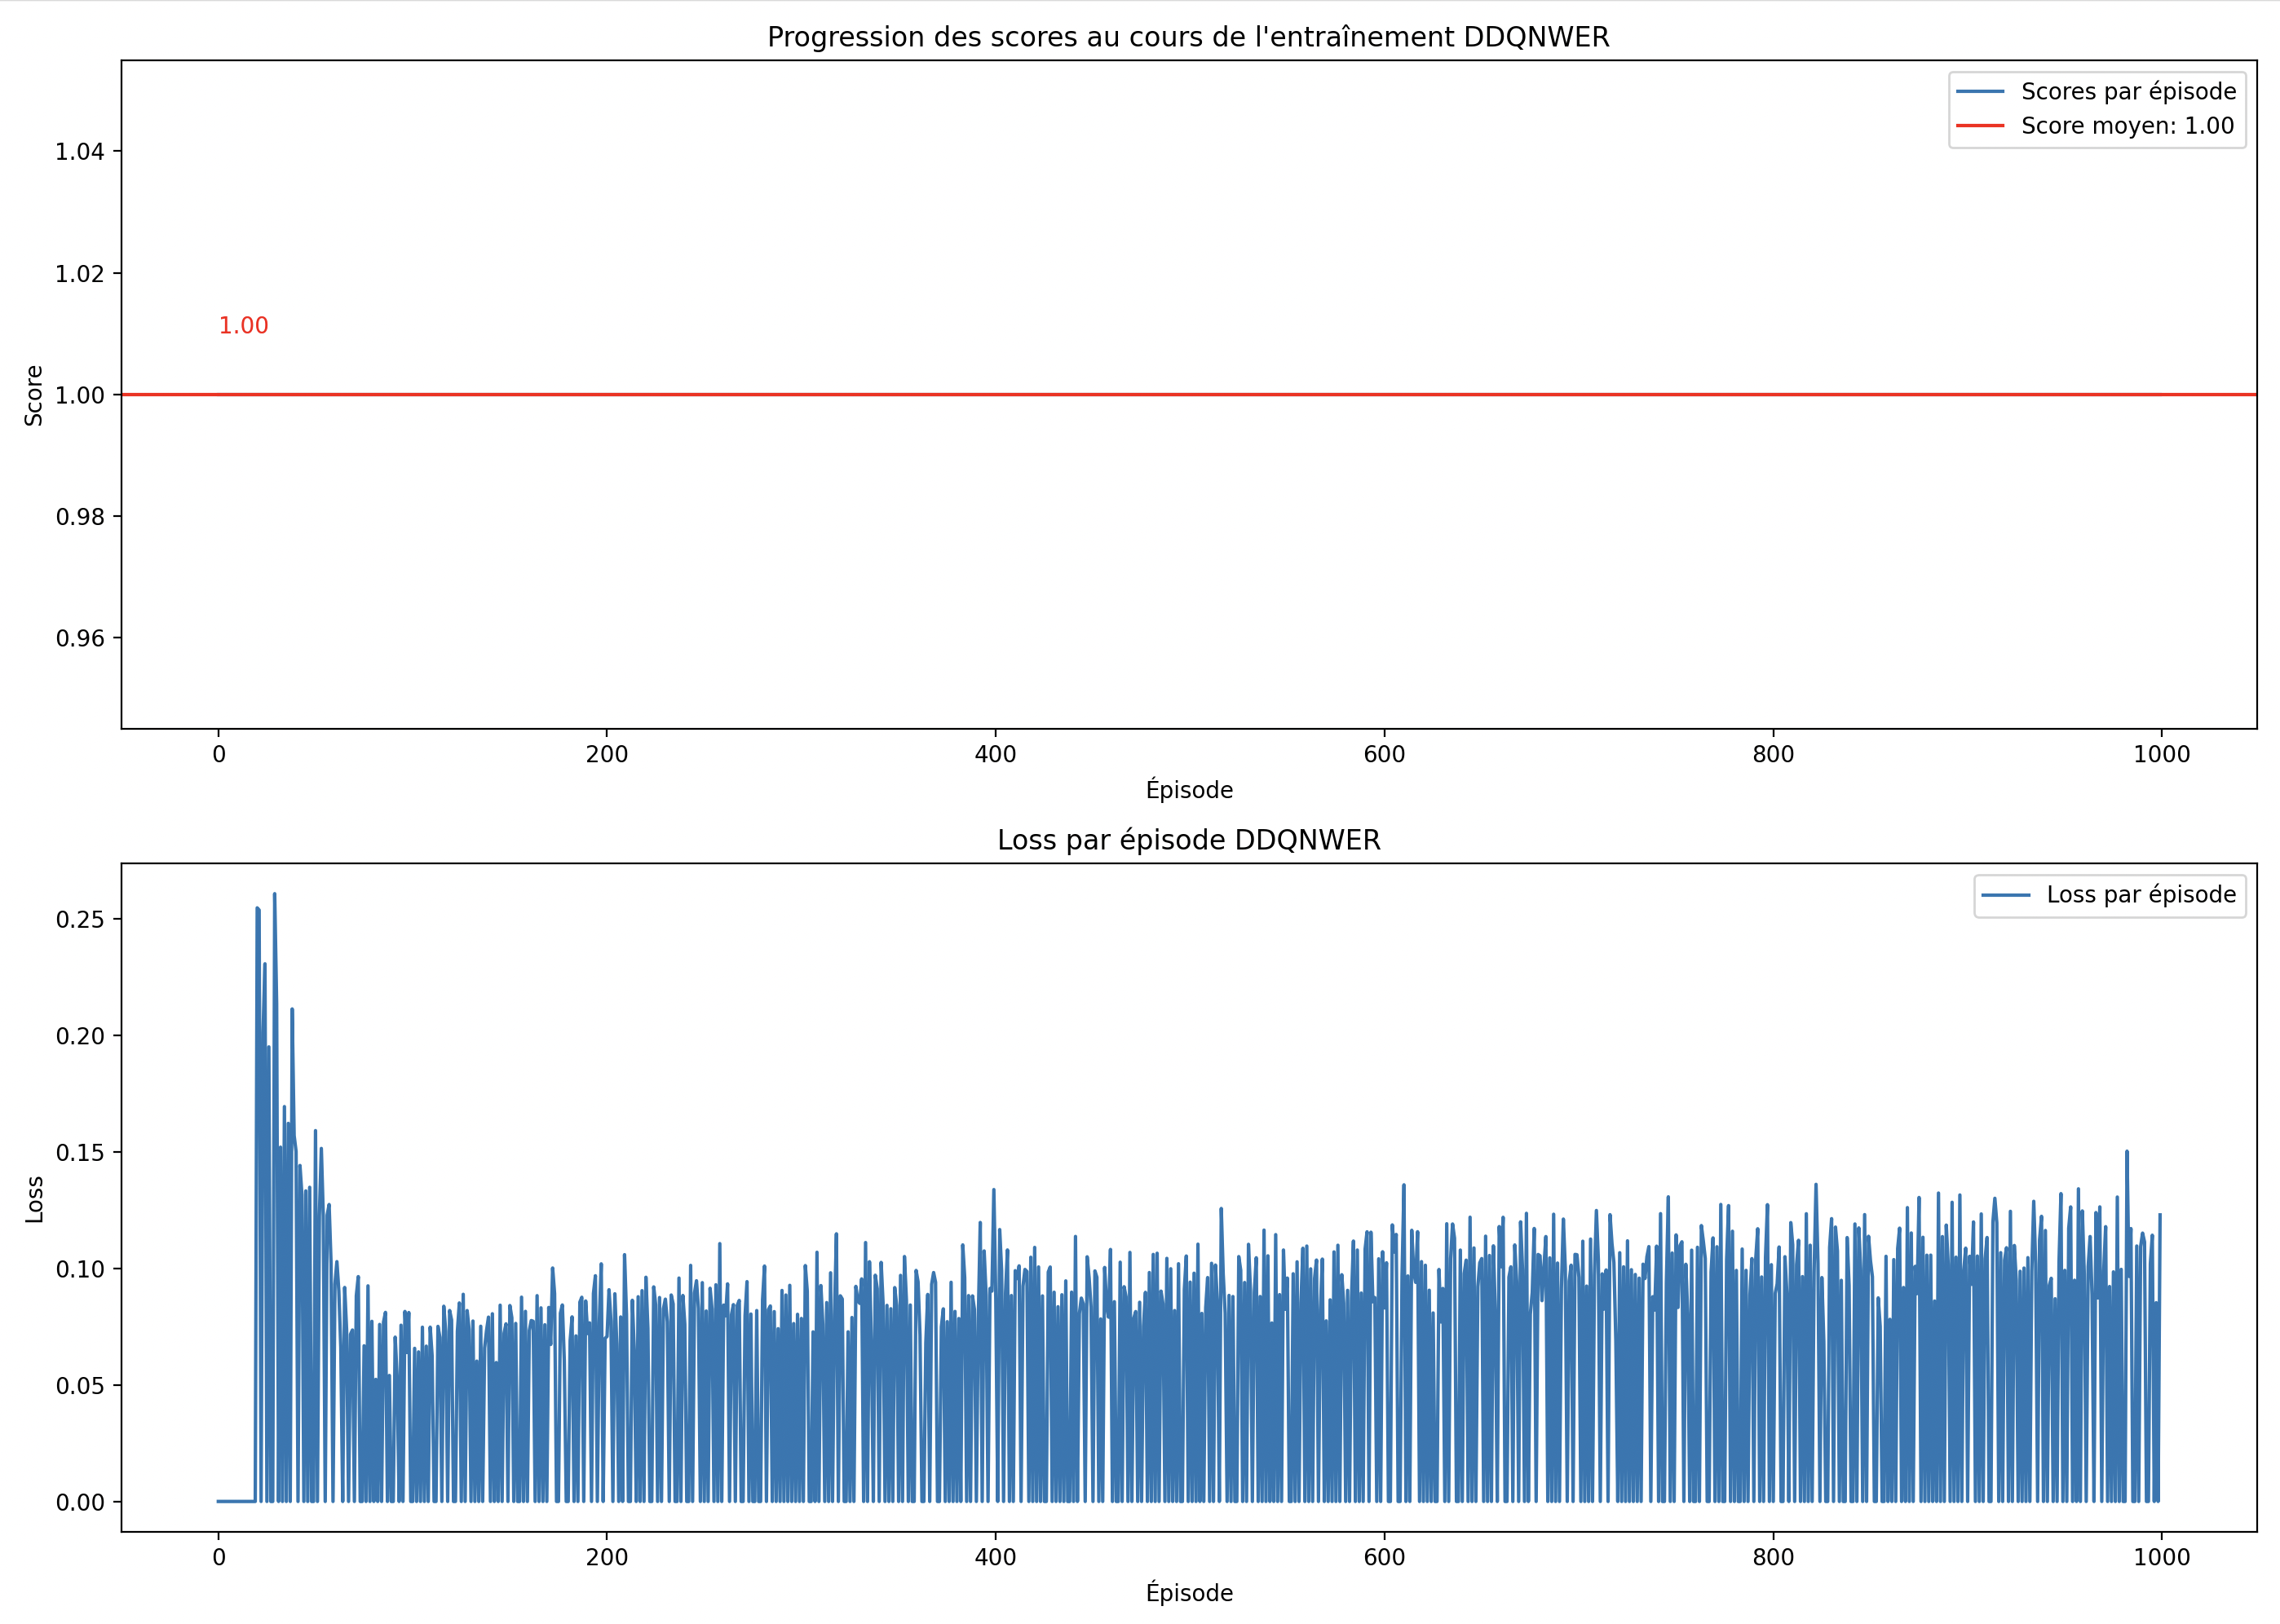 Progression des scores au cours de l'entraînement DDQNWER
Scores par épisode
Score moyen: 1.00
1.04
1.02
1.00
1.00
0.98
0.96
Score
0
200
400
600
800
1000
Épisode
Loss par épisode DDQNWER
Loss par épisode
0.25
0.20
0.15
0.10
0.05
0.00
Loss
0
200
400
600
800
1000
Épisode